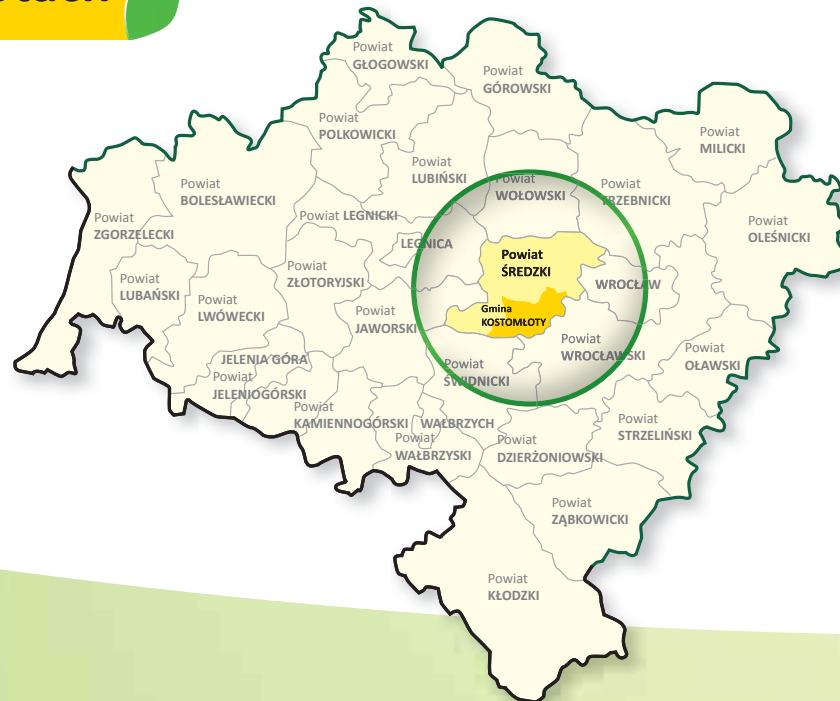 Powiat
GŁOGOWSKI
Powiat
GÓROWSKI
Powiat
POLKOWICKI
Powiat
MILICKI
Powiat
LUBIŃSKI
Powiat
WOŁOWSKI
Powiat
TRZEBNICKI
Powiat
BOLESŁAWIECKI
Powiat LEGNICKI
Powiat
ZGORZELECKI
Powiat
OLEŚNICKI
LEGNICA
Powiat
ŚREDZKI
Powiat
ZŁOTORYJSKI
Powiat
LUBAŃSKI
WROCŁAW
Powiat
LWÓWECKI
Gmina
KOSTOMŁOTY
Powiat
JAWORSKI
Powiat
WROCŁAWSKI
Powiat
OŁAWSKI
JELENIA GÓRA
Powiat
JELENIOGÓRSKI
Powiat
ŚWIDNICKI
Powiat
KAMIENNOGÓRSKI
WAŁBRZYCH
Powiat
WAŁBRZYSKI
Powiat
DZIERŻONIOWSKI
Powiat
STRZELIŃSKI
Powiat
ZĄBKOWICKI
Powiat
KŁODZKI